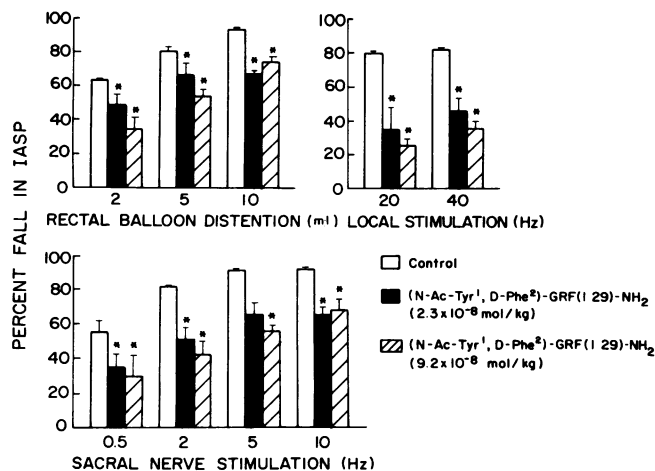 PERCENT FALL IN IASP
100
80
60
40
20
0
* * * * * *
2 5 10
RECTAL BALLOON DISTENTION (ml)
100
80
60
40
20
0
* * * *
20 40
LOCAL STIMULATION (Hz)
100
80
60
40
20
0
* * * * * * *
0.5 2 5 10
SACRAL NERVE STIMULATION (Hz)
Control
(N-Ac-Tyr¹, D-Phe²)-GRF(1 29)-NH₂
(2.3x10⁻⁸ mol/kg)
(N-Ac-Tyr¹, D-Phe²)-GRF(1 29)-NH₂
(9.2x10⁻⁸ mol/kg)